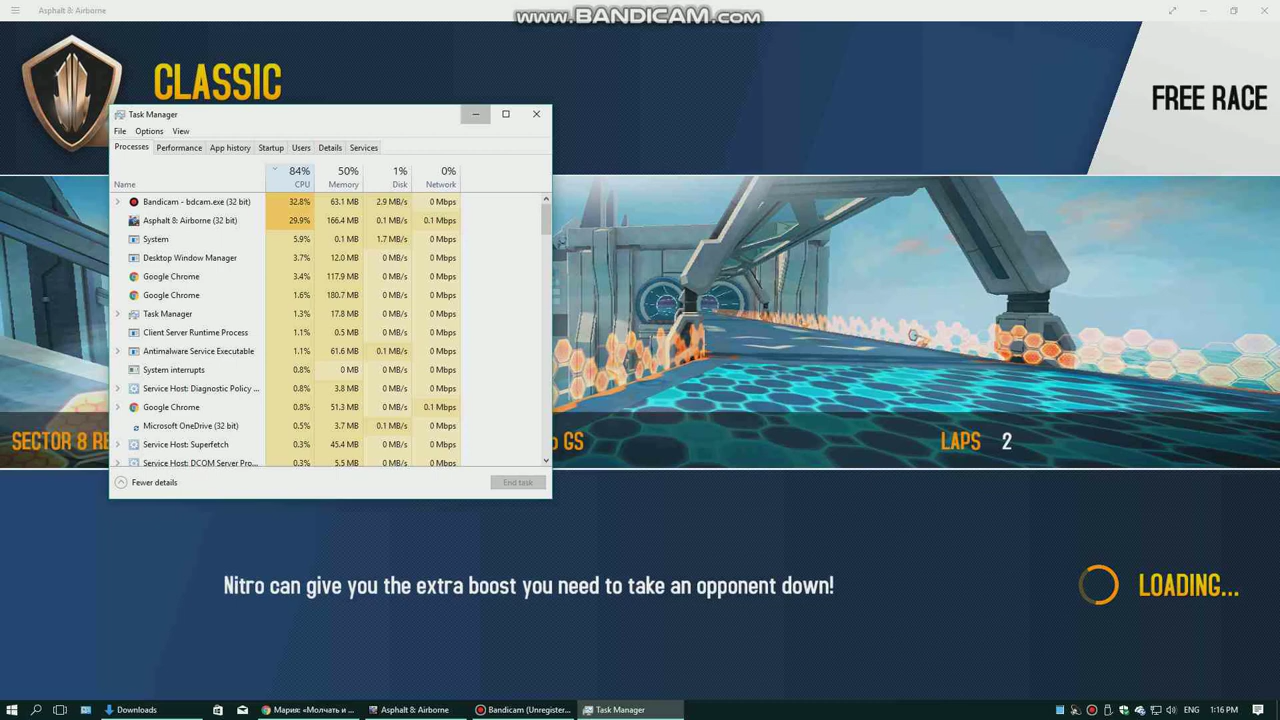 Asphalt 8: Airborne
www.BANDICAM.com
CLASSIC
FREE RACE
Task Manager
File Options View
Processes Performance App history Startup Users Details Services
84% 50% 1% 0%
Name CPU Memory Disk Network
Bandicam - bdcam.exe (32 bit) 32.8% 63.1 MB 2.9 MB/s 0 Mbps
Asphalt 8: Airborne (32 bit) 29.9% 166.4 MB 0.1 MB/s 0.1 Mbps
System 5.9% 0.1 MB 1.7 MB/s 0 Mbps
Desktop Window Manager 3.7% 12.0 MB 0 MB/s 0 Mbps
Google Chrome 3.4% 117.9 MB 0 MB/s 0 Mbps
Google Chrome 1.6% 180.7 MB 0 MB/s 0 Mbps
Task Manager 1.3% 17.8 MB 0 MB/s 0 Mbps
Client Server Runtime Process 1.1% 0.5 MB 0 MB/s 0 Mbps
Antimalware Service Executable 1.1% 61.6 MB 0.1 MB/s 0 Mbps
System interrupts 0.8% 0 MB 0 MB/s 0 Mbps
Service Host: Diagnostic Policy ... 0.8% 3.8 MB 0 MB/s 0 Mbps
Google Chrome 0.8% 51.3 MB 0 MB/s 0.1 Mbps
Microsoft OneDrive (32 bit) 0.5% 3.7 MB 0.1 MB/s 0 Mbps
Service Host: Superfetch 0.3% 45.4 MB 0 MB/s 0 Mbps
Service Host: DCOM Server Pro... 0.3% 5.5 MB 0 MB/s 0 Mbps
Fewer details End task
SECTOR 8 GS LAPS 2
Nitro can give you the extra boost you need to take an opponent down!
LOADING...
Downloads Мария: «Молчать и ... Asphalt 8: Airborne Bandicam (Unregister... Task Manager ENG 1:16 PM